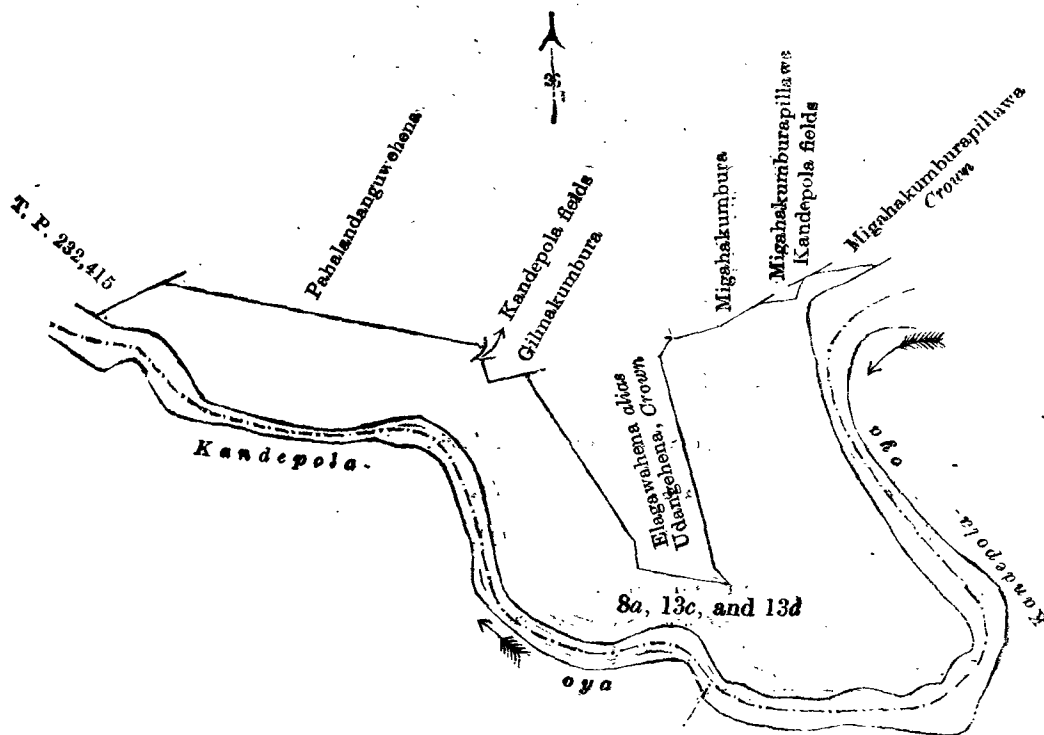 T. P. 232,415
Pahalandanguwehena
Kandepola fields
Gilmakumbura
Migahakumbura
Migahakumburapillawe
Kandepola fields
Migahakumburapillawa
Crown
Elagawahena alias
Udangehena, Crown
8a, 13c, and 13d
Kandepola-
oya
oya
Kandepola-